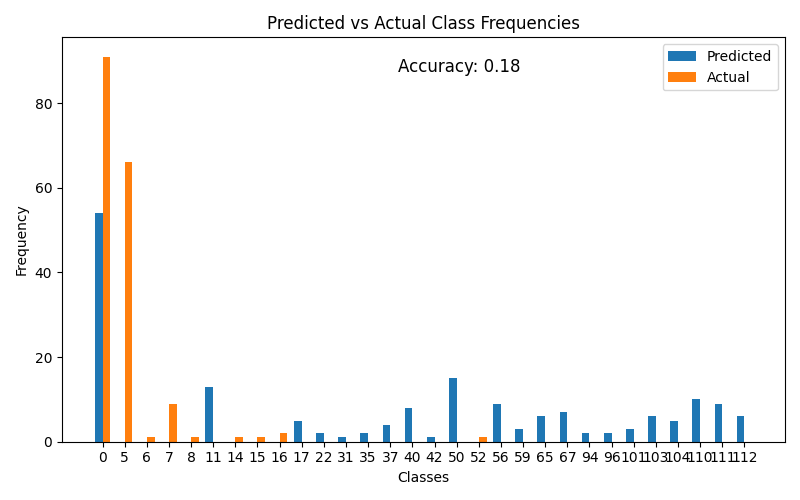 Predicted vs Actual Class Frequencies
Accuracy: 0.18
Predicted
Actual
Frequency
80
60
40
20
0
0 5 6 7 8 11 14 15 16 17 22 31 35 37 40 42 50 52 56 59 65 67 94 96 101 103 104 110 111 112
Classes